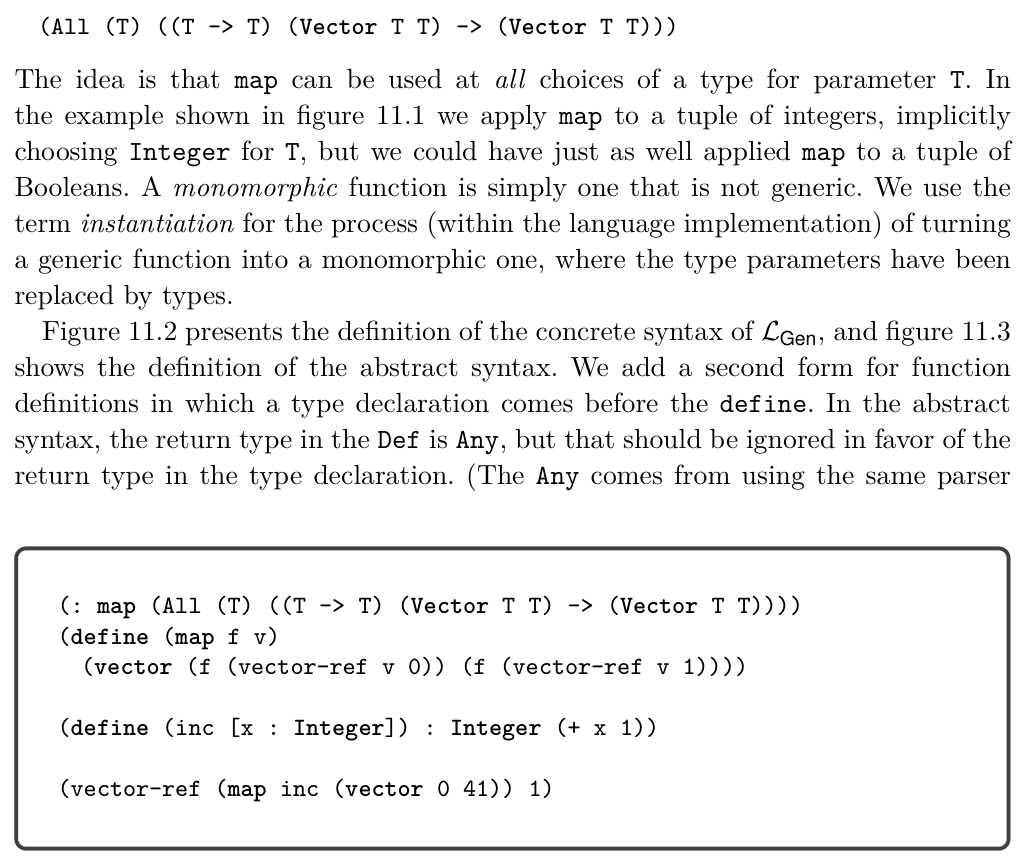 (All (T) ((T -> T) (Vector T T) -> (Vector T T)))
The idea is that map can be used at all choices of a type for parameter T. In
the example shown in figure 11.1 we apply map to a tuple of integers, implicitly
choosing Integer for T, but we could have just as well applied map to a tuple of
Booleans. A monomorphic function is simply one that is not generic. We use the
term instantiation for the process (within the language implementation) of turning
a generic function into a monomorphic one, where the type parameters have been
replaced by types.
Figure 11.2 presents the definition of the concrete syntax of ℒGen, and figure 11.3
shows the definition of the abstract syntax. We add a second form for function
definitions in which a type declaration comes before the define. In the abstract
syntax, the return type in the Def is Any, but that should be ignored in favor of the
return type in the type declaration. (The Any comes from using the same parser
(: map (All (T) ((T -> T) (Vector T T) -> (Vector T T))))
(define (map f v)
(vector (f (vector-ref v 0)) (f (vector-ref v 1))))
(define (inc [x : Integer]) : Integer (+ x 1))
(vector-ref (map inc (vector 0 41)) 1)